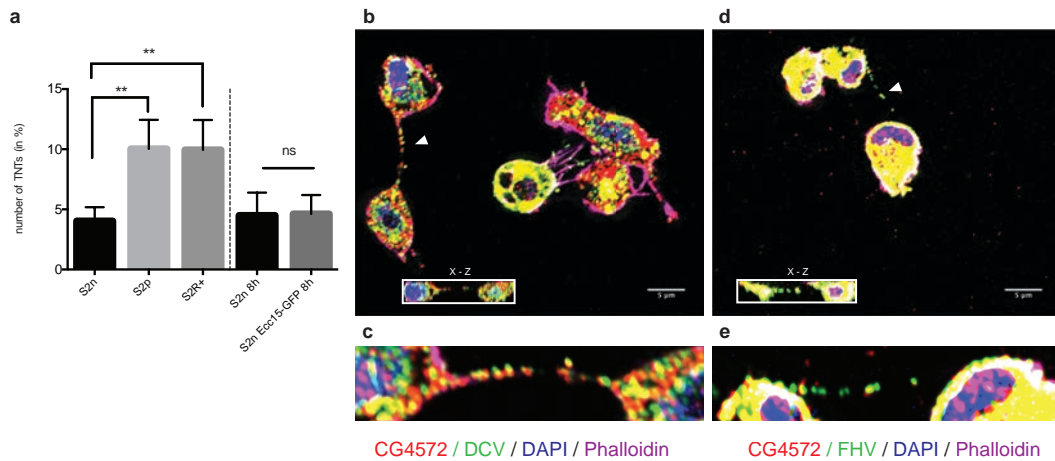 a
number of TNTs (in %)
15
10
5
0
**
**
ns
S2n
S2p
S2R+
S2n 8h
S2n Ecc15-GFP 8h
b
X - Z
5 µm
c
CG4572 / DCV / DAPI / Phalloidin
d
X - Z
5 µm
e
CG4572 / FHV / DAPI / Phalloidin